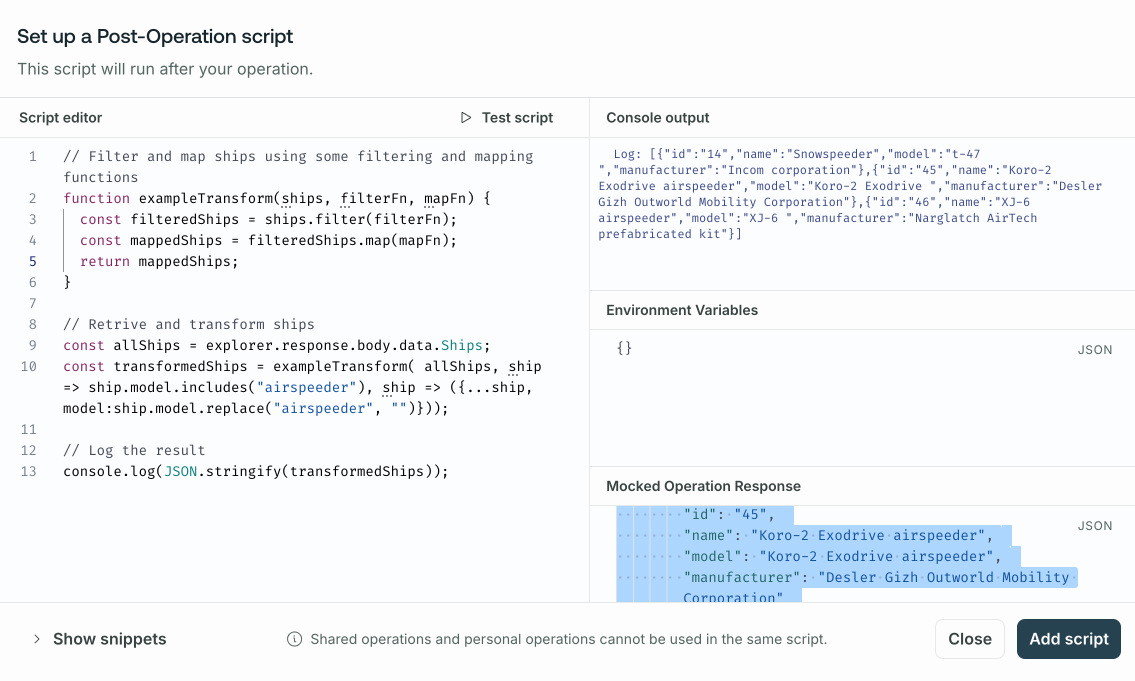 Set up a Post-Operation script
This script will run after your operation.
Script editor
Test script
1 // Filter and map ships using some filtering and mapping
functions
2 function exampleTransform(ships, filterFn, mapFn) {
3   const filteredShips = ships.filter(filterFn);
4   const mappedShips = filteredShips.map(mapFn);
5   return mappedShips;
6 }
7
8 // Retrive and transform ships
9 const allShips = explorer.response.body.data.Ships;
10 const transformedShips = exampleTransform( allShips, ship
=> ship.model.includes("airspeeder"), ship => ({...ship,
model:ship.model.replace("airspeeder", "")}));
11
12 // Log the result
13 console.log(JSON.stringify(transformedShips));
Console output
Log: [{"id":"14","name":"Snowspeeder","model":"t-47
","manufacturer":"Incom corporation"},{"id":"45","name":"Koro-2
Exodrive airspeeder","model":"Koro-2 Exodrive ","manufacturer":"Desler
Gizh Outworld Mobility Corporation"},{"id":"46","name":"XJ-6
airspeeder","model":"XJ-6 ","manufacturer":"Narglatch AirTech
prefabricated kit"}]
Environment Variables
{}
JSON
Mocked Operation Response
"id": "45",
JSON
"name": "Koro-2 Exodrive airspeeder",
"model": "Koro-2 Exodrive airspeeder",
"manufacturer": "Desler Gizh Outworld Mobility
Corporation"
Show snippets
Shared operations and personal operations cannot be used in the same script.
Close
Add script